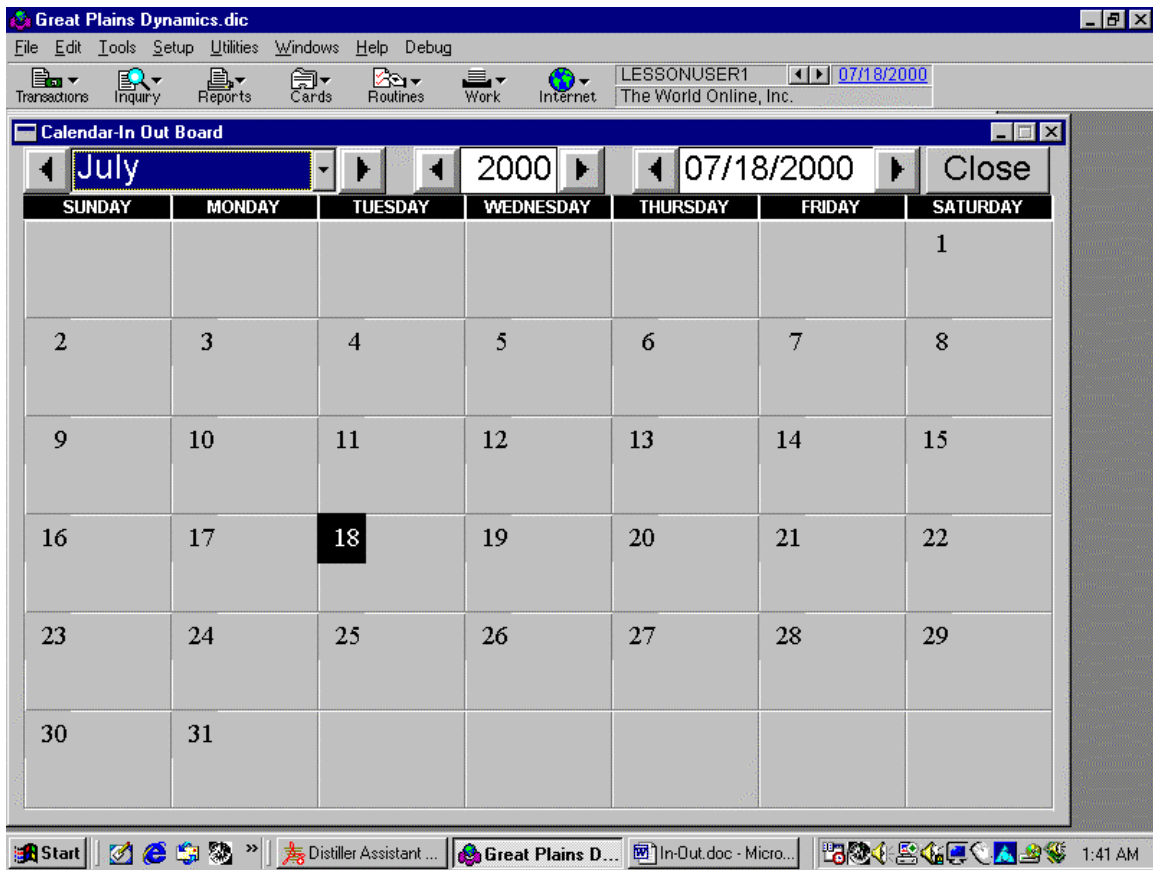 Great Plains Dynamics.dic
File Edit Tools Setup Utilities Windows Help Debug
Transactions Inquiry Reports Cards Routines Work Internet
LESSONUSER1 07/18/2000
The World Online, Inc.
Calendar-In Out Board
July 2000 07/18/2000 Close
SUNDAY MONDAY TUESDAY WEDNESDAY THURSDAY FRIDAY SATURDAY
1
2 3 4 5 6 7 8
9 10 11 12 13 14 15
16 17 18 19 20 21 22
23 24 25 26 27 28 29
30 31
Start » Distiller Assistant ... Great Plains D... In-Out.doc - Micro... 1:41 AM